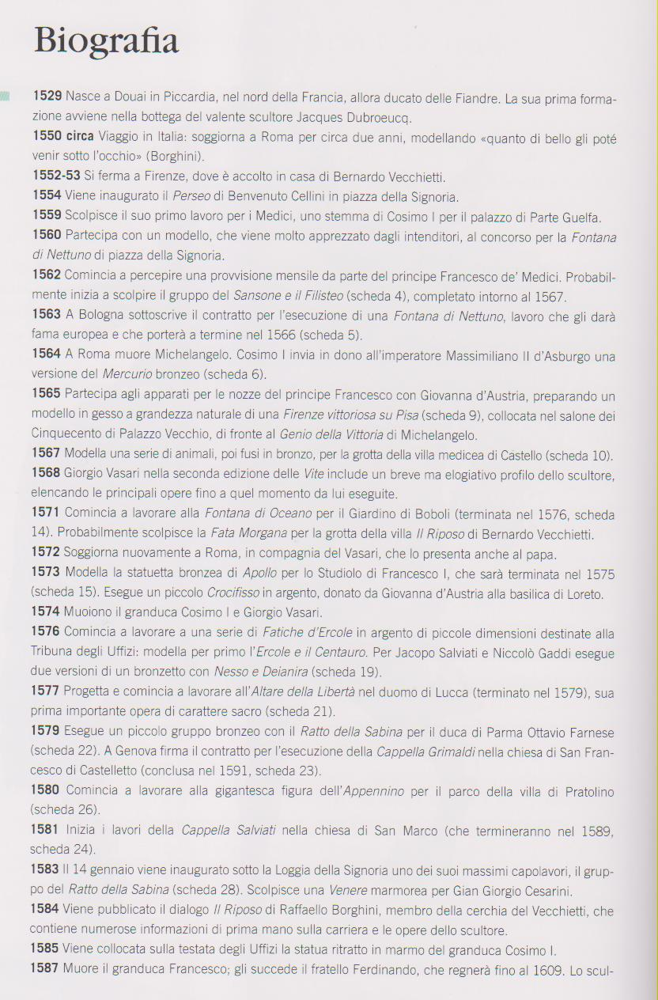 Biografia
1529 Nasce a Douai in Piccardia, nel nord della Francia, allora ducato delle Fiandre. La sua prima forma-
zione avviene nella bottega del valente scultore Jacques Dubroeucq.
1550 circa Viaggio in Italia: soggiorna a Roma per circa due anni, modellando «quanto di bello gli poté
venir sotto l'occhio» (Borghini).
1552-53 Si ferma a Firenze, dove è accolto in casa di Bernardo Vecchietti.
1554 Viene inaugurato il Perseo di Benvenuto Cellini in piazza della Signoria.
1559 Scolpisce il suo primo lavoro per i Medici, uno stemma di Cosimo I per il palazzo di Parte Guelfa.
1560 Partecipa con un modello, che viene molto apprezzato dagli intenditori, al concorso per la Fontana
di Nettuno di piazza della Signoria.
1562 Comincia a percepire una provvisione mensile da parte del principe Francesco de' Medici. Probabil-
mente inizia a scolpire il gruppo del Sansone e il Filisteo (scheda 4), completato intorno al 1567.
1563 A Bologna sottoscrive il contratto per l'esecuzione di una Fontana di Nettuno, lavoro che gli darà
fama europea e che porterà a termine nel 1566 (scheda 5).
1564 A Roma muore Michelangelo. Cosimo I invia in dono all'imperatore Massimiliano II d'Asburgo una
versione del Mercurio bronzeo (scheda 6).
1565 Partecipa agli apparati per le nozze del principe Francesco con Giovanna d'Austria, preparando un
modello in gesso a grandezza naturale di una Firenze vittoriosa su Pisa (scheda 9), collocata nel salone dei
Cinquecento di Palazzo Vecchio, di fronte al Genio della Vittoria di Michelangelo.
1567 Modella una serie di animali, poi fusi in bronzo, per la grotta della villa medicea di Castello (scheda 10).
1568 Giorgio Vasari nella seconda edizione delle Vite include un breve ma elogiativo profilo dello scultore,
elencando le principali opere fino a quel momento da lui eseguite.
1571 Comincia a lavorare alla Fontana di Oceano per il Giardino di Boboli (terminata nel 1576, scheda
14). Probabilmente scolpisce la Fata Morgana per la grotta della villa Il Riposo di Bernardo Vecchietti.
1572 Soggiorna nuovamente a Roma, in compagnia del Vasari, che lo presenta anche al papa.
1573 Modella la statuetta bronzea di Apollo per lo Studiolo di Francesco I, che sarà terminata nel 1575
(scheda 15). Esegue un piccolo Crocifisso in argento, donato da Giovanna d'Austria alla basilica di Loreto.
1574 Muoiono il granduca Cosimo I e Giorgio Vasari.
1576 Comincia a lavorare a una serie di Fatiche d'Ercole in argento di piccole dimensioni destinate alla
Tribuna degli Uffizi: modella per primo l'Ercole e il Centauro. Per Jacopo Salviati e Niccolò Gaddi esegue
due versioni di un bronzetto con Nesso e Deianira (scheda 19).
1577 Progetta e comincia a lavorare all'Altare della Libertà nel duomo di Lucca (terminato nel 1579), sua
prima importante opera di carattere sacro (scheda 21).
1579 Esegue un piccolo gruppo bronzeo con il Ratto della Sabina per il duca di Parma Ottavio Farnese
(scheda 22). A Genova firma il contratto per l'esecuzione della Cappella Grimaldi nella chiesa di San Fran-
cesco di Castelletto (conclusa nel 1591, scheda 23).
1580 Comincia a lavorare alla gigantesca figura dell'Appennino per il parco della villa di Pratolino
(scheda 26).
1581 Inizia i lavori della Cappella Salviati nella chiesa di San Marco (che termineranno nel 1589,
scheda 24).
1583 Il 14 gennaio viene inaugurato sotto la Loggia della Signoria uno dei suoi massimi capolavori, il grup-
po del Ratto della Sabina (scheda 28). Scolpisce una Venere marmorea per Gian Giorgio Cesarini.
1584 Viene pubblicato il dialogo Il Riposo di Raffaello Borghini, membro della cerchia del Vecchietti, che
contiene numerose informazioni di prima mano sulla carriera e le opere dello scultore.
1585 Viene collocata sulla testata degli Uffizi la statua ritratto in marmo del granduca Cosimo I.
1587 Muore il granduca Francesco; gli succede il fratello Ferdinando, che regnerà fino al 1609. Lo scul-